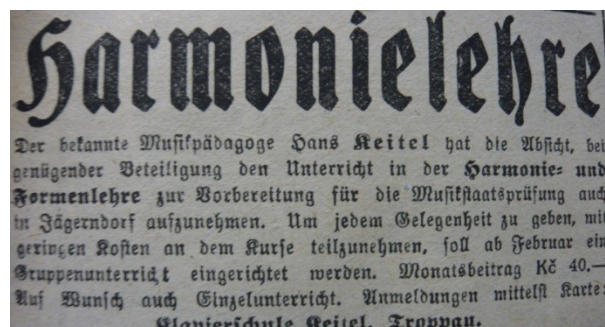 Harmonielehre
Der bekannte Musikpädagoge Hans Keitel hat die Absicht, bei
genügender Beteiligung den Unterricht in der Harmonie= und
Formenlehre zur Vorbereitung für die Musikstaatsprüfung auch
in Jägerndorf aufzunehmen. Um jedem Gelegenheit zu geben, mit
geringen Kosten an dem Kurse teilzunehmen, soll ab Februar ein
Gruppenunterricht eingerichtet werden. Monatsbeitrag Kč 40.—
Auf Wunsch auch Einzelunterricht. Anmeldungen mittelst Karte:
Klavierschule Keitel, Troppau.